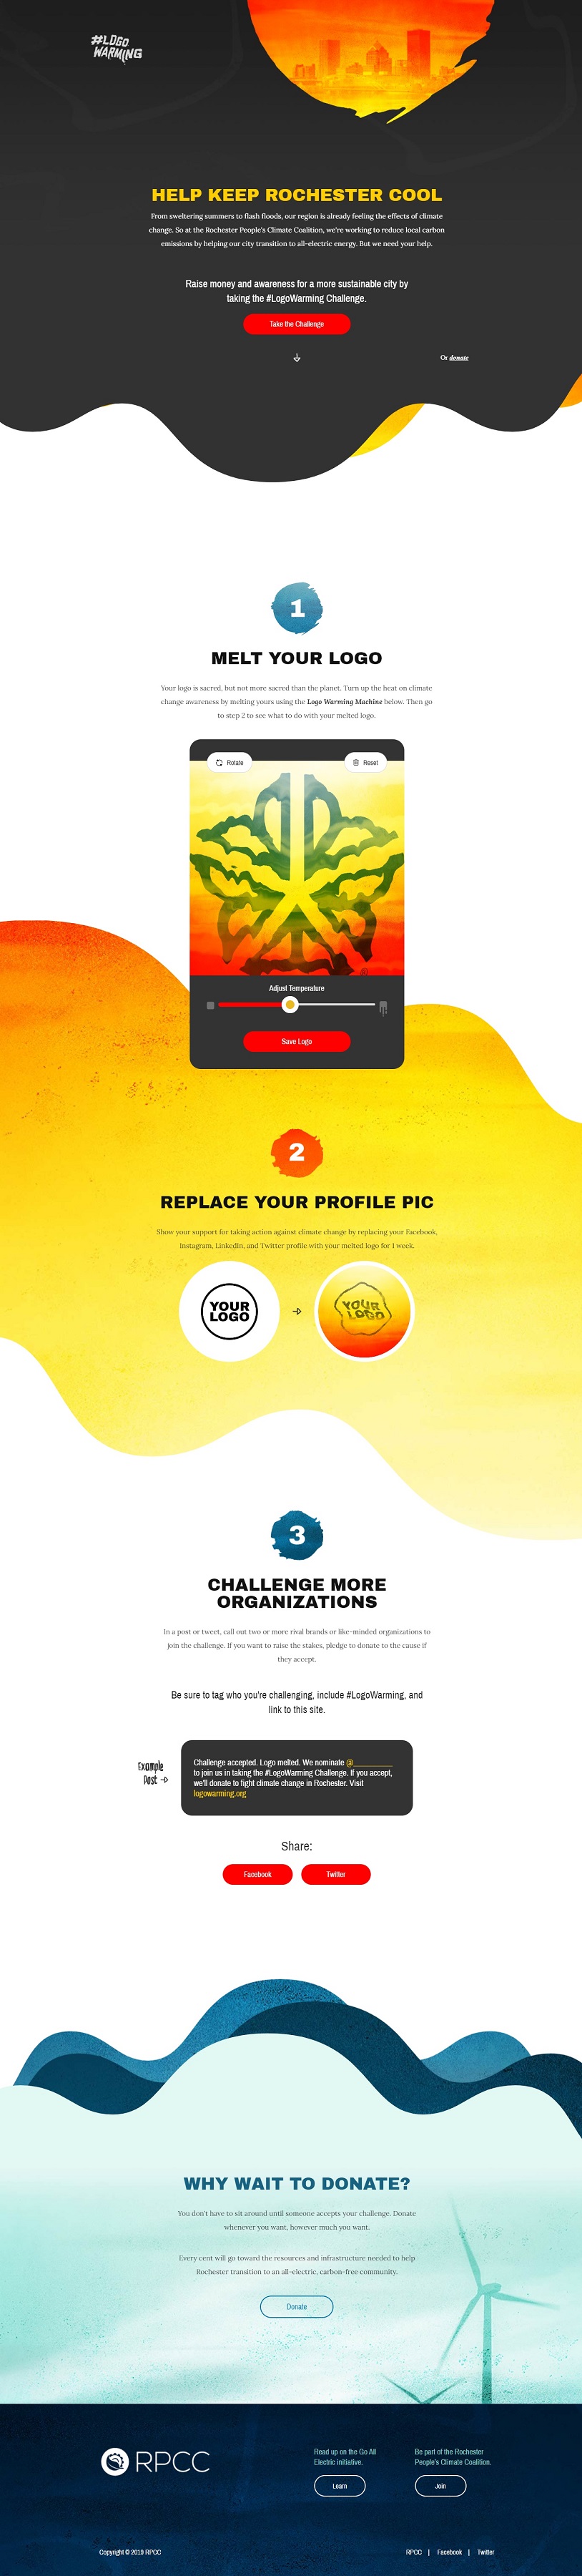 #LOGO
WARMING
HELP KEEP ROCHESTER COOL
From sweltering summers to flash floods, our region is already feeling the effects of climate
change. So at the Rochester People's Climate Coalition, we're working to reduce local carbon
emissions by helping our city transition to all-electric energy. But we need your help.
Raise money and awareness for a more sustainable city by
taking the #LogoWarming Challenge.
Take the Challenge
Or donate
1
MELT YOUR LOGO
Your logo is sacred, but not more sacred than the planet. Turn up the heat on climate
change awareness by melting yours using the Logo Warming Machine below. Then go
to step 2 to see what to do with your melted logo.
Rotate
Reset
Adjust Temperature
Save Logo
2
REPLACE YOUR PROFILE PIC
Show your support for taking action against climate change by replacing your Facebook,
Instagram, LinkedIn, and Twitter profile with your melted logo for 1 week.
YOUR
LOGO
YOUR
LOGO
3
CHALLENGE MORE
ORGANIZATIONS
In a post or tweet, call out two or more rival brands or like-minded organizations to
join the challenge. If you want to raise the stakes, pledge to donate to the cause if
they accept.
Be sure to tag who you're challenging, include #LogoWarming, and
link to this site.
Example
Post
Challenge accepted. Logo melted. We nominate @__________
to join us in taking the #LogoWarming Challenge. If you accept,
we'll donate to fight climate change in Rochester. Visit
logowarming.org
Share:
Facebook
Twitter
WHY WAIT TO DONATE?
You don't have to sit around until someone accepts your challenge. Donate
whenever you want, however much you want.
Every cent will go toward the resources and infrastructure needed to help
Rochester transition to an all-electric, carbon-free community.
Donate
RPCC
Read up on the Go All
Electric initiative.
Learn
Be part of the Rochester
People's Climate Coalition.
Join
Copyright © 2019 RPCC
RPCC | Facebook | Twitter